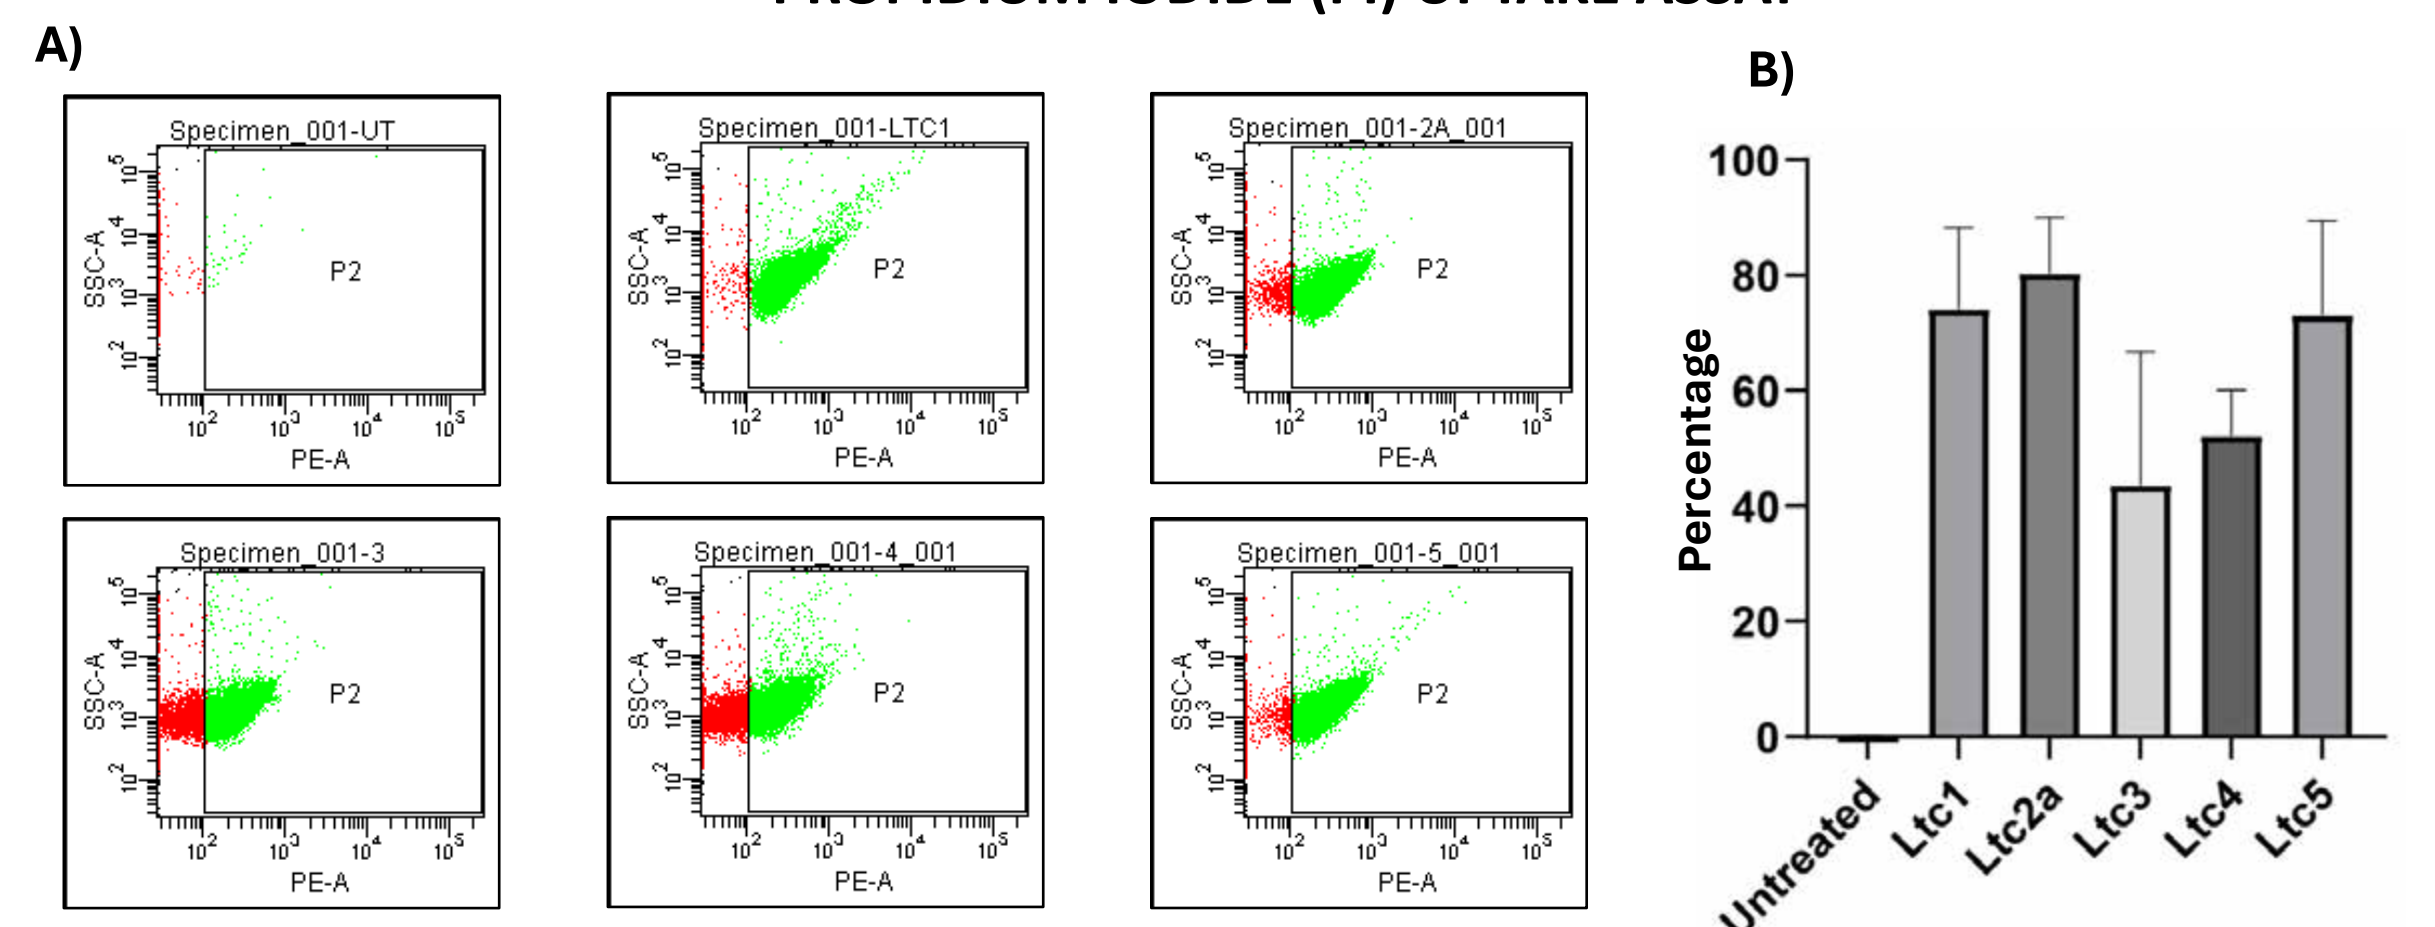 PROPIDIUM IODIDE (PI) UPTAKE ASSAY
A)
B)
Specimen_001-UT
SSC-A
10^5
10^4
10^3
10^2
P2
10^2 10^3 10^4 10^5
PE-A
Specimen_001-LTC1
SSC-A
10^5
10^4
10^3
10^2
P2
10^2 10^3 10^4 10^5
PE-A
Specimen_001-2A_001
SSC-A
10^5
10^4
10^3
10^2
P2
10^2 10^3 10^4 10^5
PE-A
Specimen_001-3
SSC-A
10^5
10^4
10^3
10^2
P2
10^2 10^3 10^4 10^5
PE-A
Specimen_001-4_001
SSC-A
10^5
10^4
10^3
10^2
P2
10^2 10^3 10^4 10^5
PE-A
Specimen_001-5_001
SSC-A
10^5
10^4
10^3
10^2
P2
10^2 10^3 10^4 10^5
PE-A
Percentage
100
80
60
40
20
0
Untreated
Ltc1
Ltc2a
Ltc3
Ltc4
Ltc5